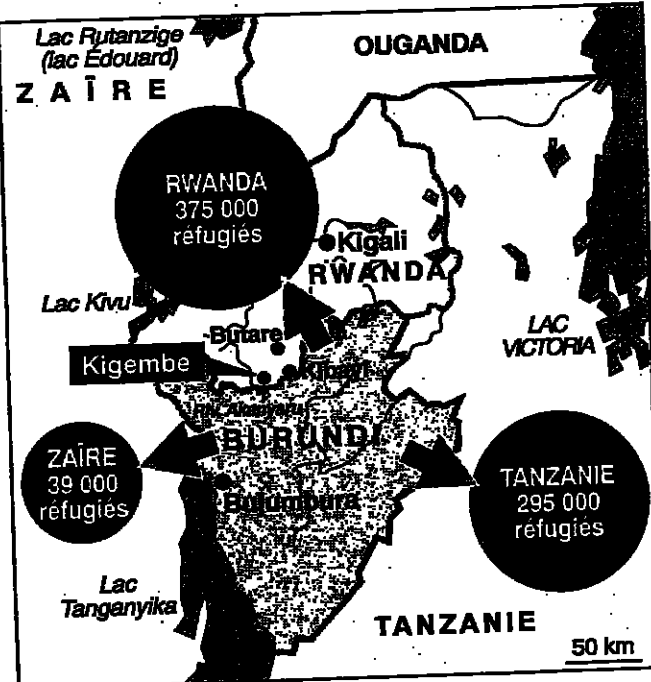 Lac Rutanzige
(lac Édouard)
ZAÏRE
OUGANDA
RWANDA
375 000
réfugiés
Kigali
RWANDA
Lac Kivu
Butare
LAC
VICTORIA
Kigembe
BURUNDI
ZAÏRE
39 000
réfugiés
TANZANIE
295 000
réfugiés
Bujumbura
Lac
Tanganyika
TANZANIE
50 km